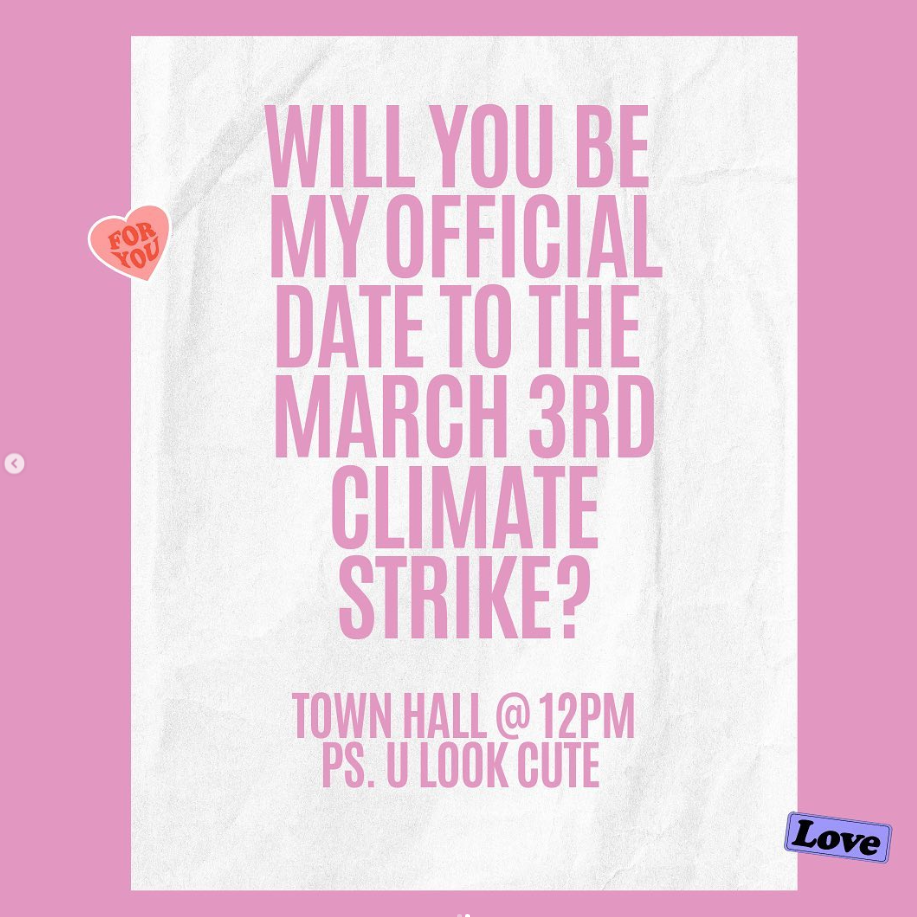 WILL YOU BE
MY OFFICIAL
DATE TO THE
MARCH 3RD
CLIMATE
STRIKE?
FOR
YOU
TOWN HALL @ 12PM
PS. U LOOK CUTE
Love